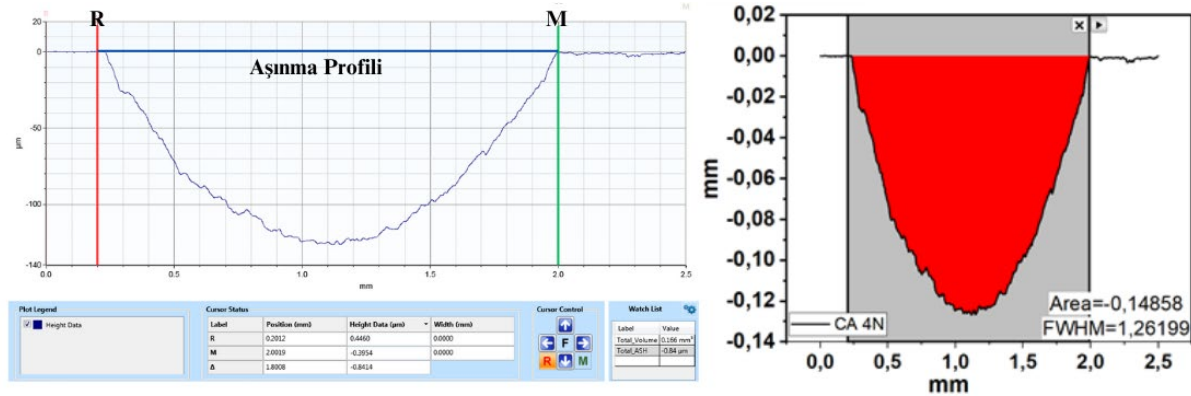 R
M
R
M
20
0
-50
-100
-140
µm
Aşınma Profili
0.0
0.5
1.0
1.5
2.0
2.5
mm
Plot Legend
Height Data
Cursor Status
Label Position (mm) Height Data (µm) Width (mm)
R 0.2012 0.4460 0.0000
M 2.0019 -0.3954 0.0000
Δ 1.8008 -0.8414
Cursor Control
F
R
M
Watch List
Label Value
Total_Volume 0.166 mm³
Total_ASH -0.84 µm
0,02
0,00
-0,02
-0,04
-0,06
-0,08
-0,10
-0,12
-0,14
mm
Area=-0,14858
FWHM=1,26199
CA 4N
0,0
0,5
1,0
1,5
2,0
2,5
mm